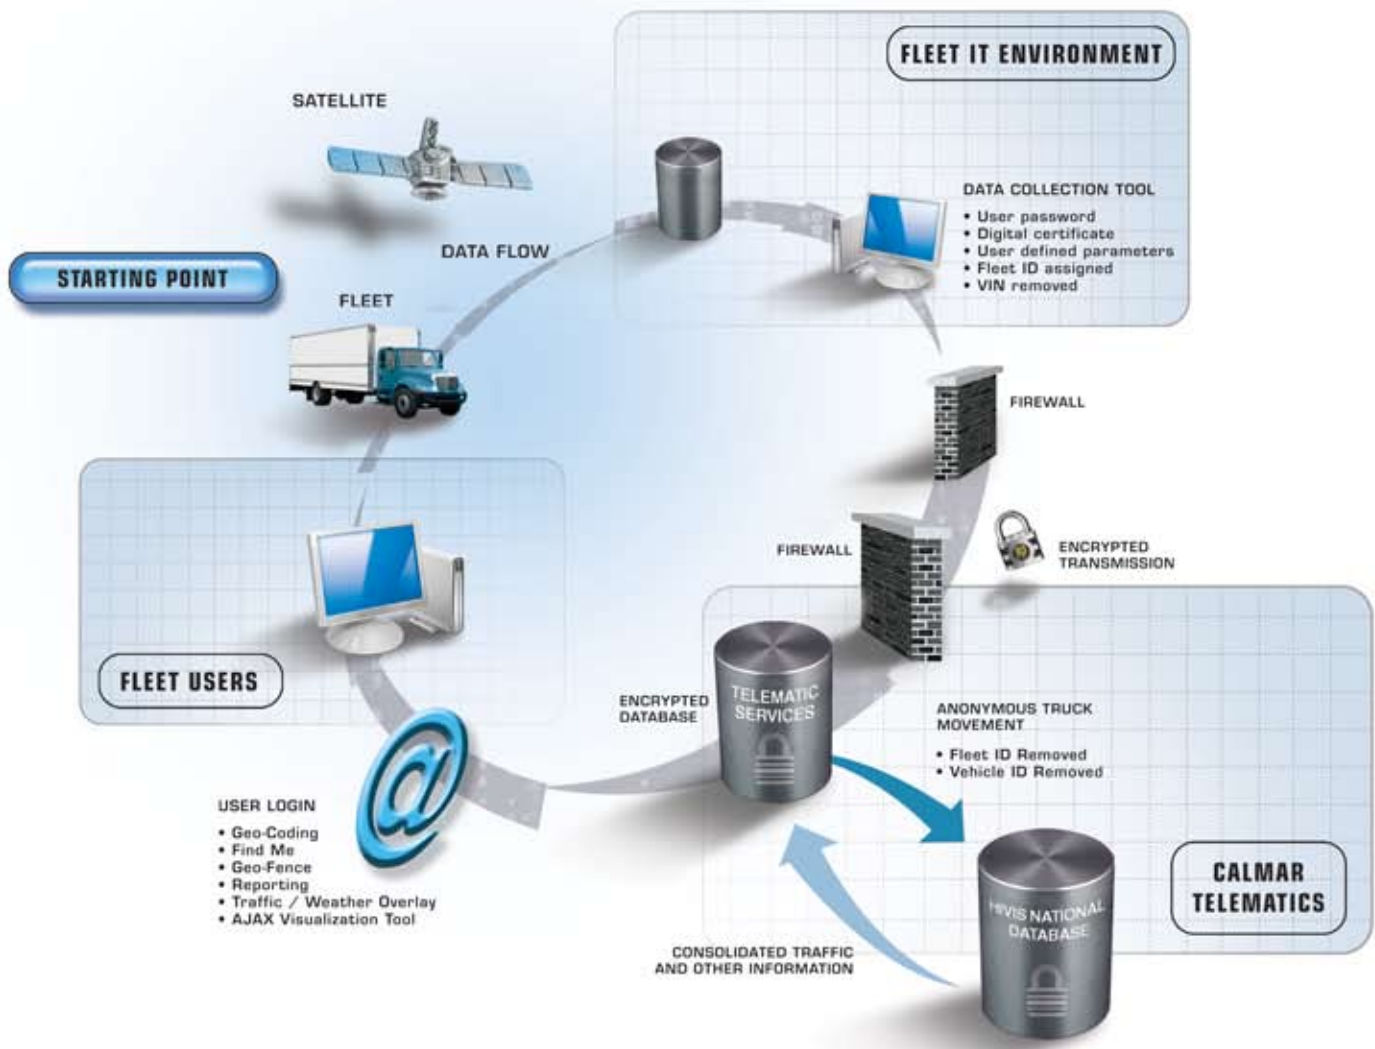 FLEET IT ENVIRONMENT
SATELLITE
DATA COLLECTION TOOL
• User password
• Digital certificate
• User defined parameters
• Fleet ID assigned
• VIN removed
DATA FLOW
STARTING POINT
FLEET
FIREWALL
FIREWALL
ENCRYPTED
TRANSMISSION
FLEET USERS
ENCRYPTED
DATABASE
TELEMATIC
SERVICES
ANONYMOUS TRUCK
MOVEMENT
• Fleet ID Removed
• Vehicle ID Removed
USER LOGIN
• Geo-Coding
• Find Me
• Geo-Fence
• Reporting
• Traffic / Weather Overlay
• AJAX Visualization Tool
@
CALMAR
TELEMATICS
HIVIS NATIONAL
DATABASE
CONSOLIDATED TRAFFIC
AND OTHER INFORMATION